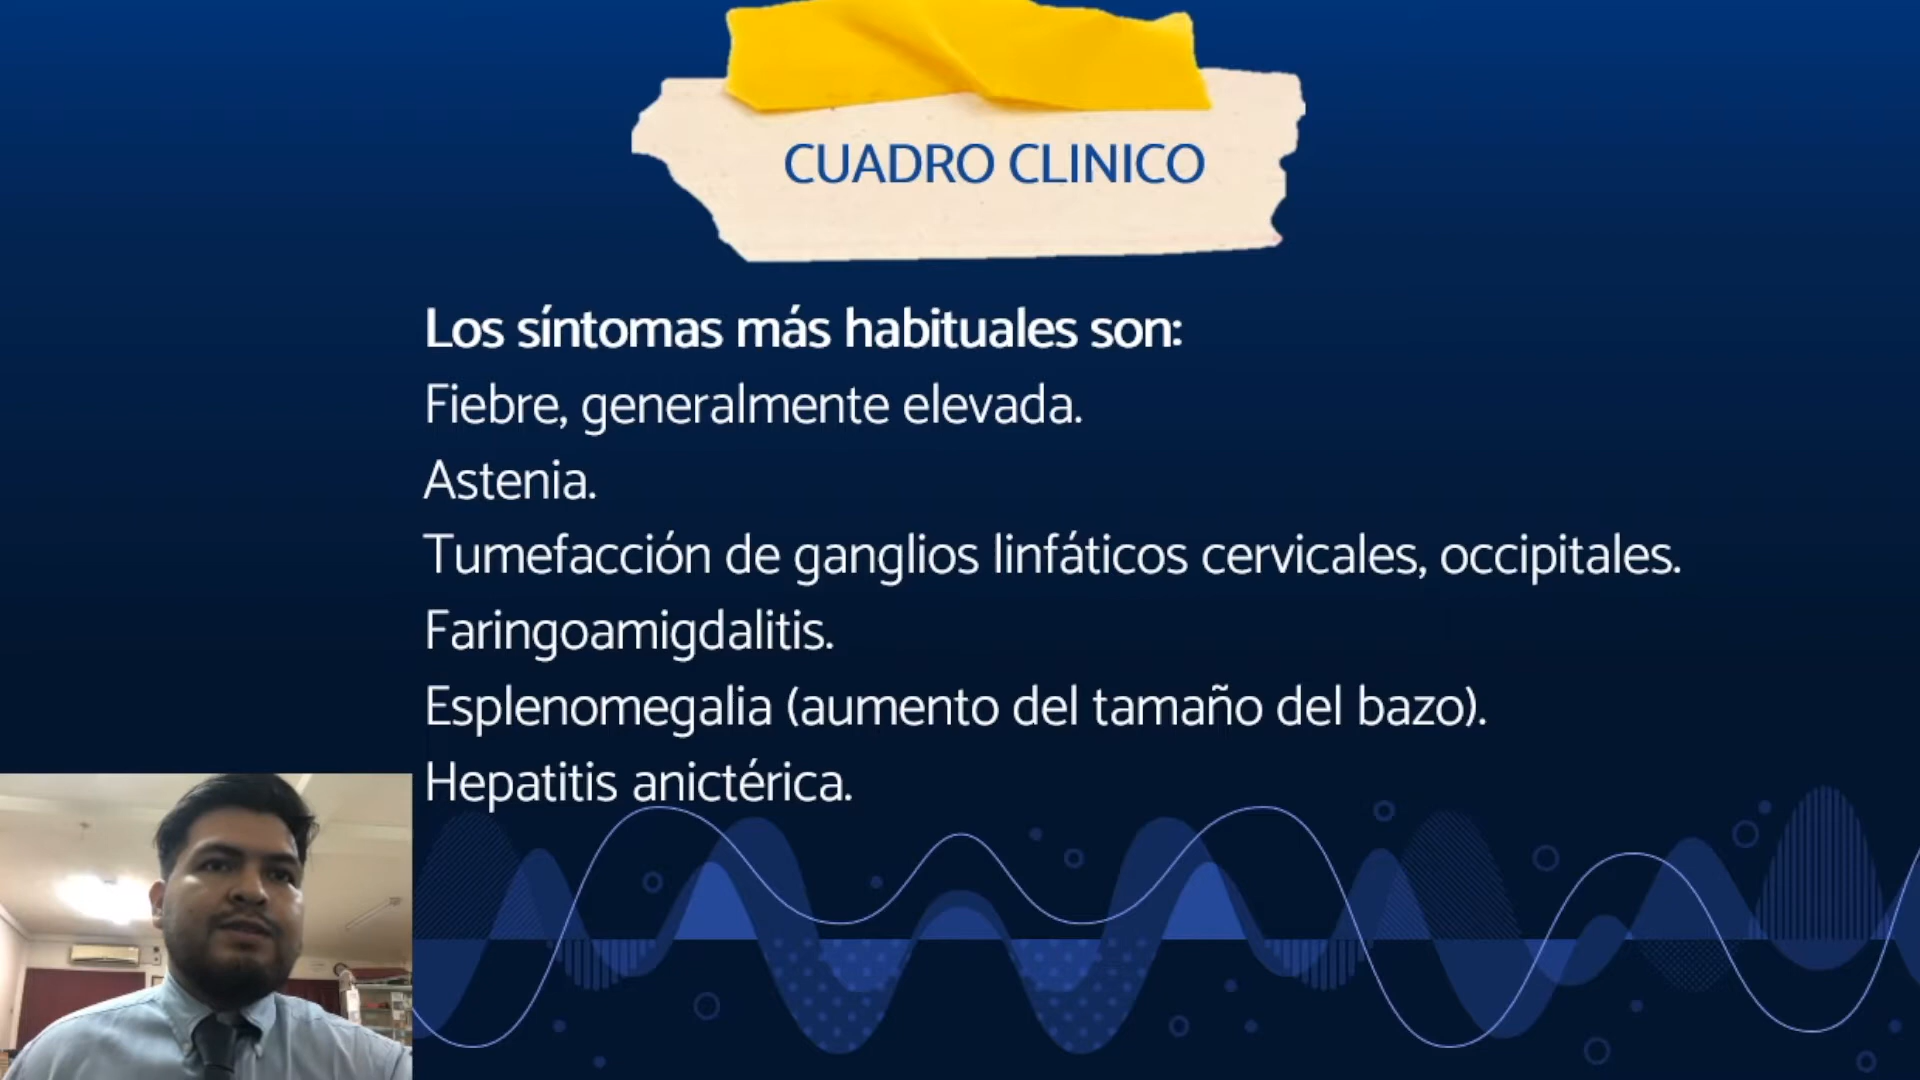 CUADRO CLINICO
Los síntomas más habituales son:
Fiebre, generalmente elevada.
Astenia.
Tumefacción de ganglios linfáticos cervicales, occipitales.
Faringoamigdalitis.
Esplenomegalia (aumento del tamaño del bazo).
Hepatitis anictérica.